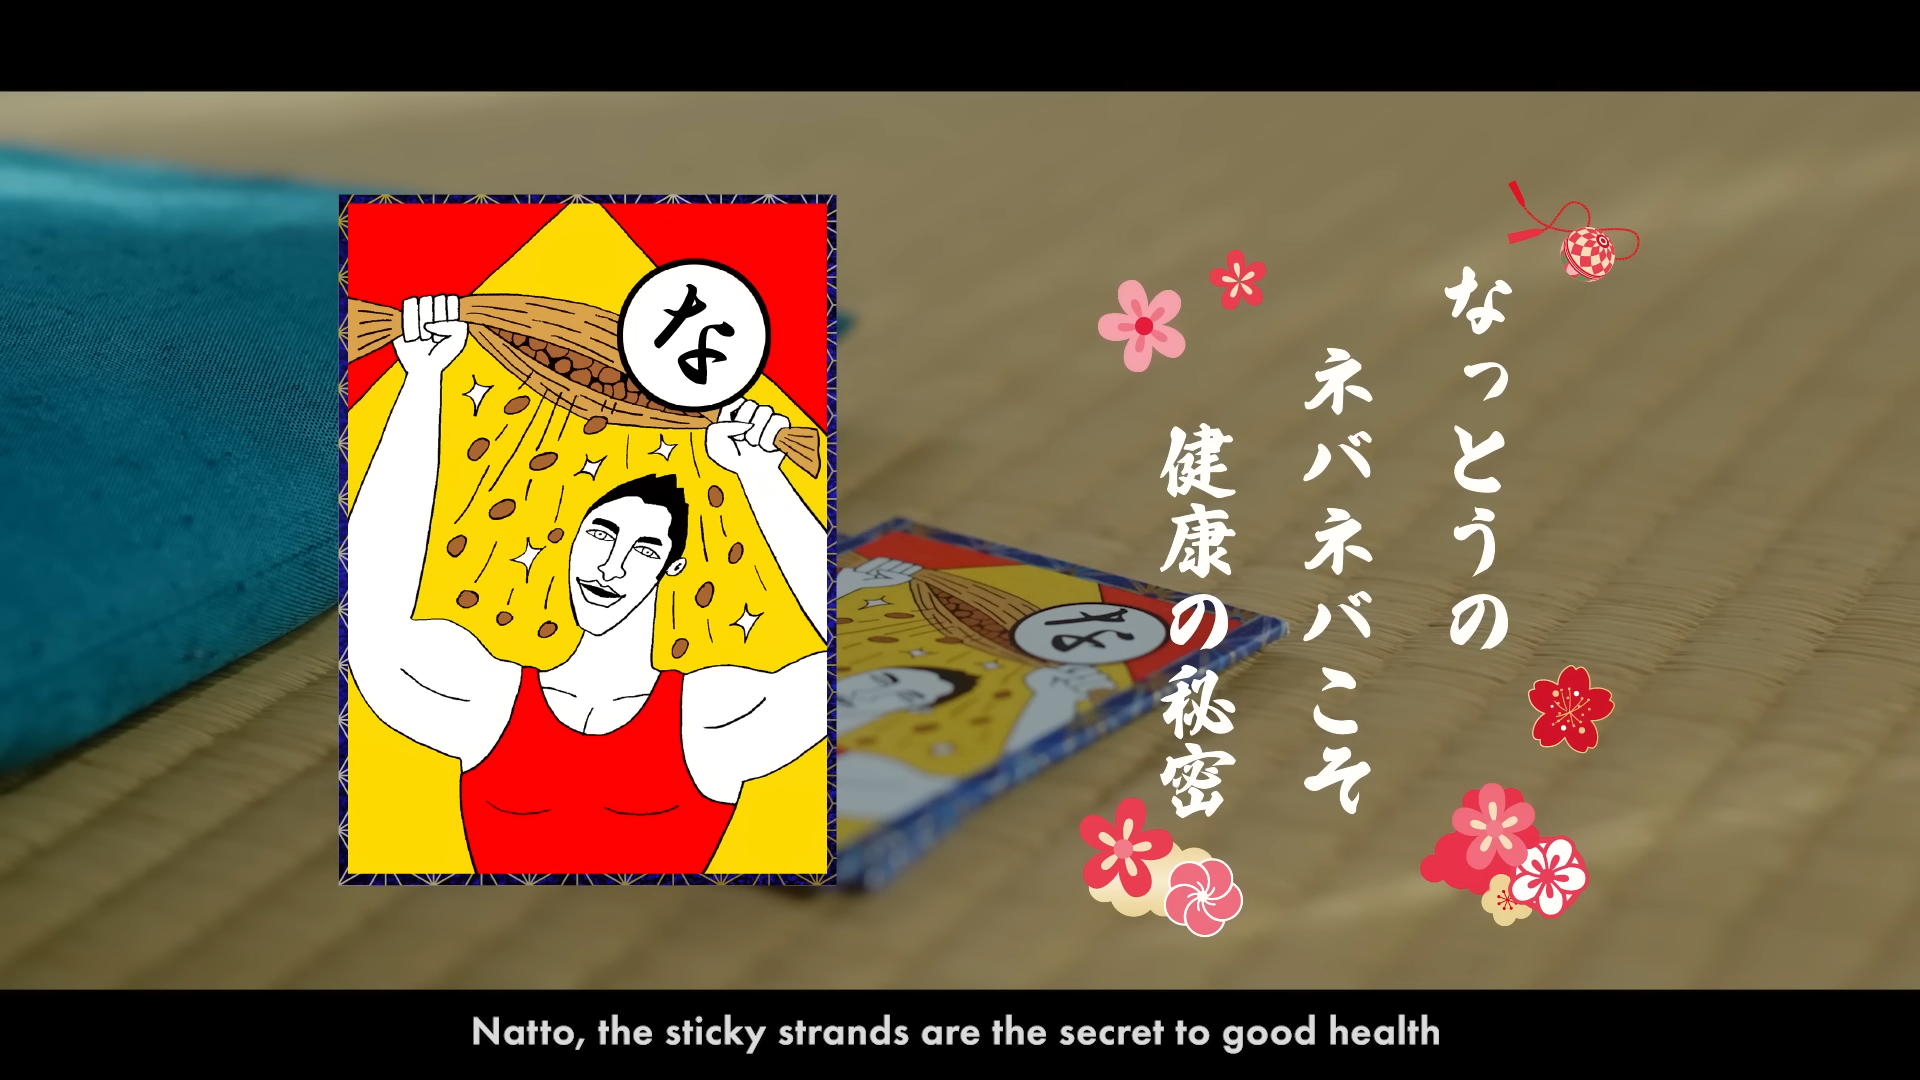 な
なっとうの
ネバネバこそ
健康の秘密
な
Natto, the sticky strands are the secret to good health